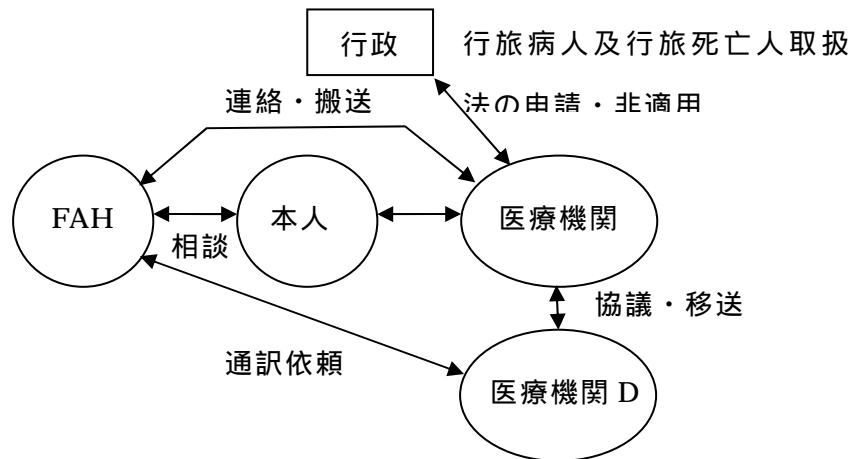 行政
行旅病人及行旅死亡人取扱
連絡・搬送
法の申請・非適用
FAH
本人
医療機関
相談
協議・移送
通訳依頼
医療機関 D